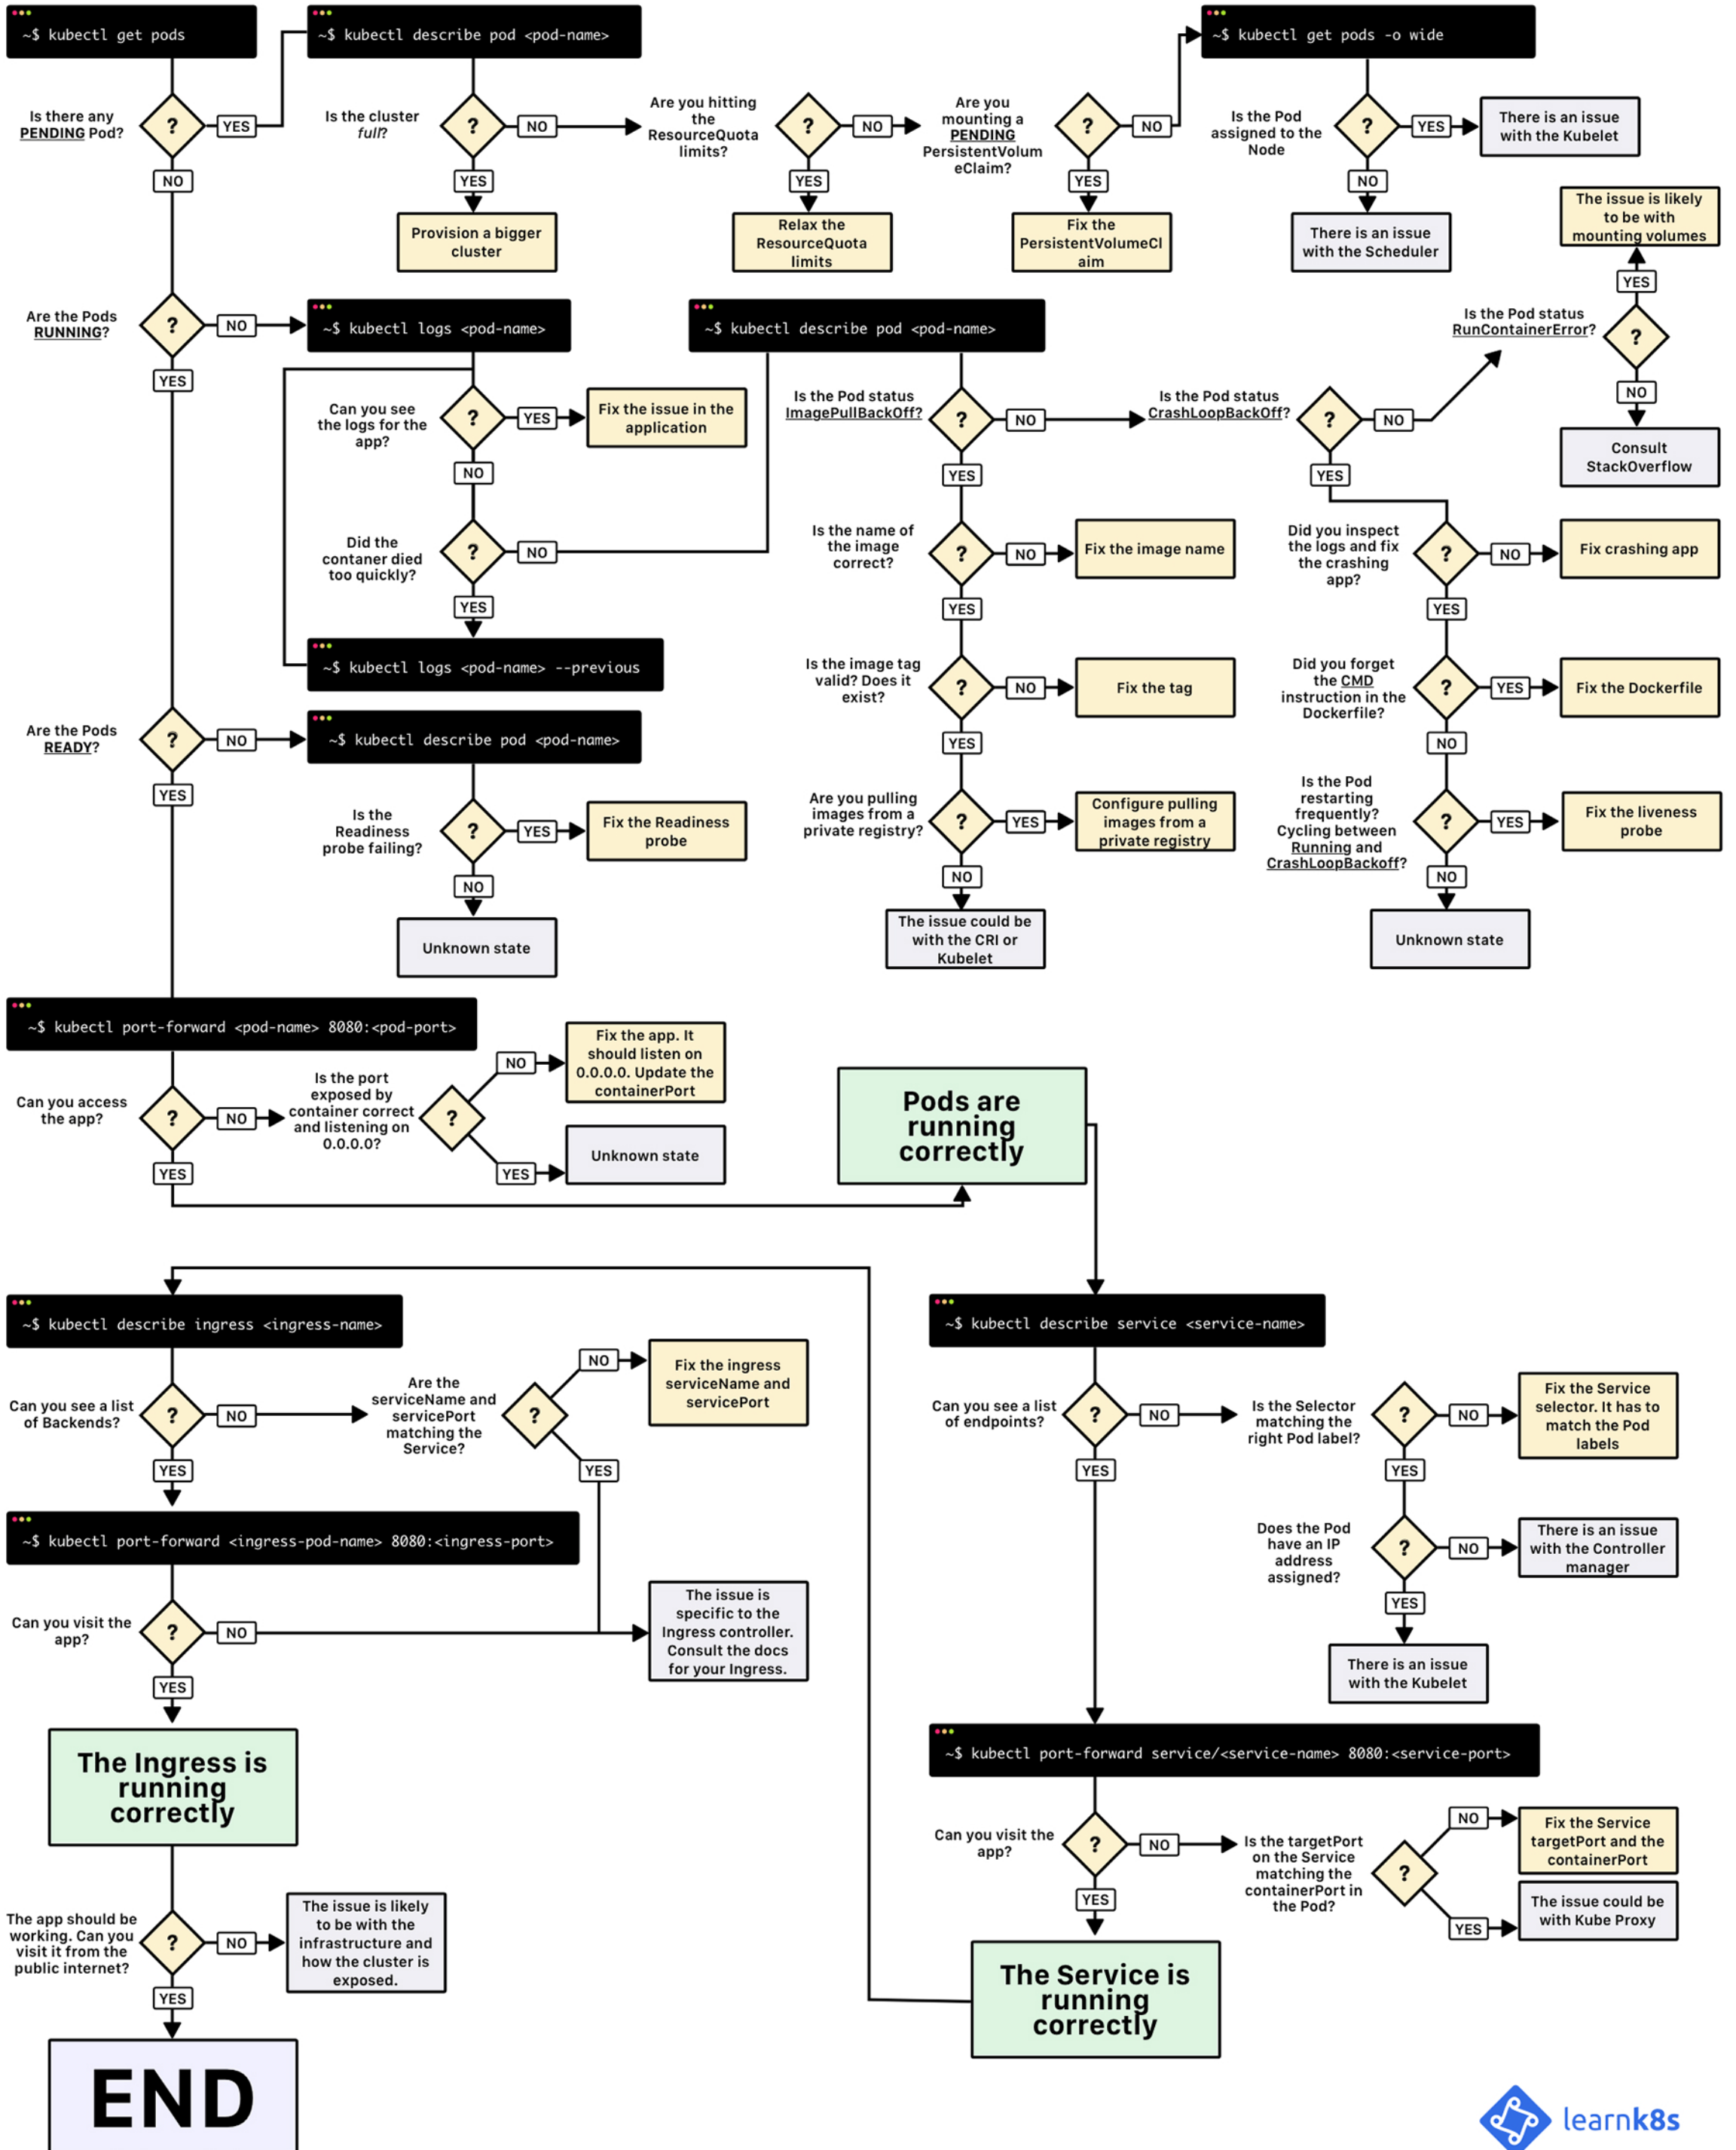 ~$ kubectl get pods
Is there any
PENDING Pod?
?
YES
NO
~$ kubectl describe pod <pod-name>
Is the cluster
full?
?
NO
YES
Provision a bigger
cluster
Are you hitting
the
ResourceQuota
limits?
?
NO
YES
Relax the
ResourceQuota
limits
Are you
mounting a
PENDING
PersistentVolum
eClaim?
?
NO
YES
Fix the
PersistentVolumeCl
aim
~$ kubectl get pods -o wide
Is the Pod
assigned to the
Node
?
YES
There is an issue
with the Kubelet
NO
There is an issue
with the Scheduler
Are the Pods
RUNNING?
?
NO
YES
~$ kubectl logs <pod-name>
Can you see
the logs for the
app?
?
YES
Fix the issue in the
application
NO
Did the
contaner died
too quickly?
?
NO
YES
~$ kubectl logs <pod-name> --previous
~$ kubectl describe pod <pod-name>
Is the Pod status
ImagePullBackOff?
?
NO
YES
Is the name of
the image
correct?
?
NO
Fix the image name
YES
Is the image tag
valid? Does it
exist?
?
NO
Fix the tag
YES
Are you pulling
images from a
private registry?
?
YES
Configure pulling
images from a
private registry
NO
The issue could be
with the CRI or
Kubelet
Is the Pod status
CrashLoopBackOff?
?
NO
YES
Is the Pod status
RunContainerError?
?
YES
The issue is likely
to be with
mounting volumes
NO
Consult
StackOverflow
Did you inspect
the logs and fix
the crashing
app?
?
NO
Fix crashing app
YES
Did you forget
the CMD
instruction in the
Dockerfile?
?
YES
Fix the Dockerfile
NO
Is the Pod
restarting
frequently?
Cycling between
Running and
CrashLoopBackoff?
?
YES
Fix the liveness
probe
NO
Unknown state
Are the Pods
READY?
?
NO
YES
~$ kubectl describe pod <pod-name>
Is the
Readiness
probe failing?
?
YES
Fix the Readiness
probe
NO
Unknown state
~$ kubectl port-forward <pod-name> 8080:<pod-port>
Can you access
the app?
?
NO
YES
Is the port
exposed by
container correct
and listening on
0.0.0.0?
?
NO
Fix the app. It
should listen on
0.0.0.0. Update the
containerPort
YES
Unknown state
Pods are
running
correctly
~$ kubectl describe service <service-name>
Can you see a list
of endpoints?
?
NO
YES
Is the Selector
matching the
right Pod label?
?
NO
Fix the Service
selector. It has to
match the Pod
labels
YES
Does the Pod
have an IP
address
assigned?
?
NO
There is an issue
with the Controller
manager
YES
There is an issue
with the Kubelet
~$ kubectl port-forward service/<service-name> 8080:<service-port>
Can you visit the
app?
?
NO
YES
Is the targetPort
on the Service
matching the
containerPort in
the Pod?
?
NO
Fix the Service
targetPort and the
containerPort
YES
The issue could be
with Kube Proxy
The Service is
running
correctly
~$ kubectl describe ingress <ingress-name>
Can you see a list
of Backends?
?
NO
YES
Are the
serviceName and
servicePort
matching the
Service?
?
NO
Fix the ingress
serviceName and
servicePort
YES
~$ kubectl port-forward <ingress-pod-name> 8080:<ingress-port>
Can you visit the
app?
?
NO
The issue is
specific to the
Ingress controller.
Consult the docs
for your Ingress.
YES
The Ingress is
running
correctly
The app should be
working. Can you
visit it from the
public internet?
?
NO
The issue is likely
to be with the
infrastructure and
how the cluster is
exposed.
YES
END
learnk8s